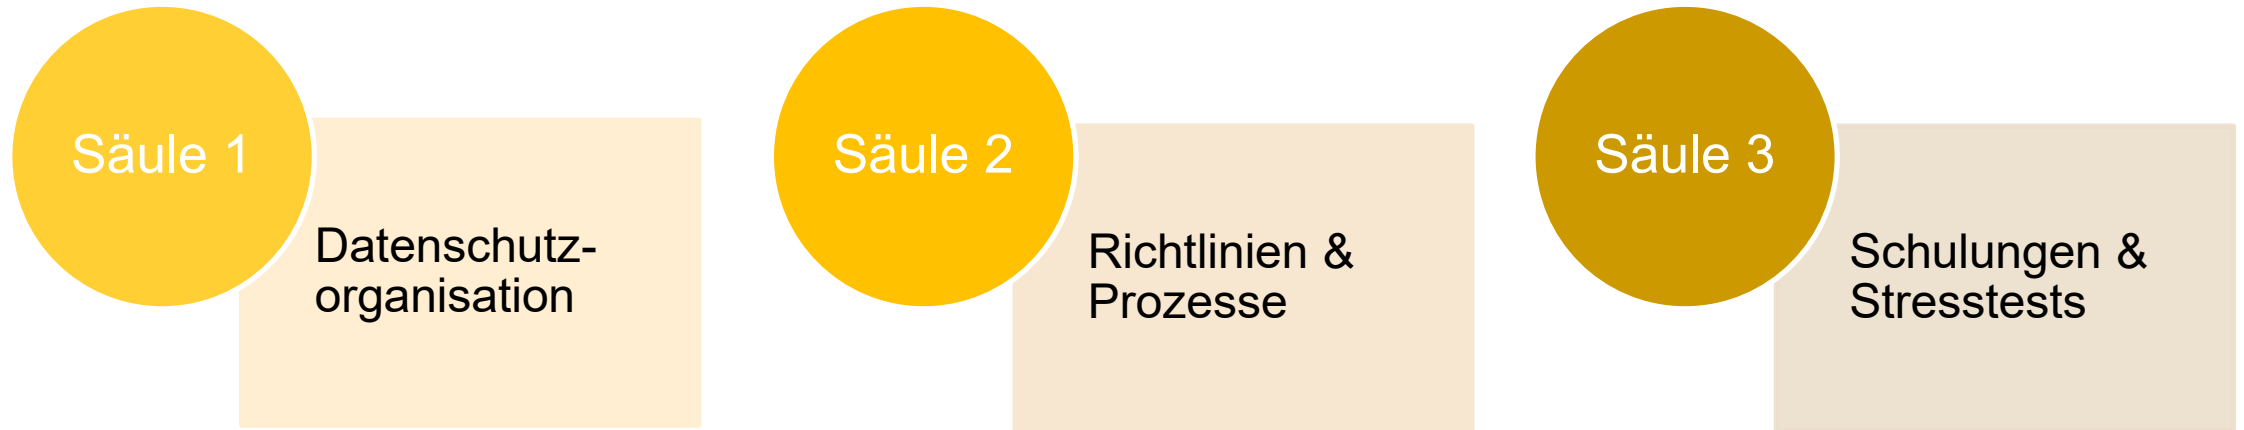 Säule 1
Datenschutz-
organisation
Säule 2
Richtlinien &
Prozesse
Säule 3
Schulungen &
Stresstests